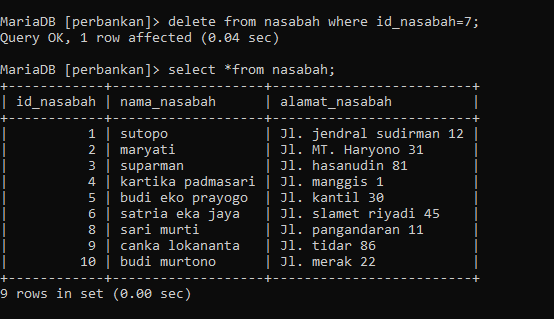 MariaDB [perbankan]> delete from nasabah where id_nasabah=7;
Query OK, 1 row affected (0.04 sec)
MariaDB [perbankan]> select *from nasabah;
+------------+-------------------+-------------------------+
| id_nasabah | nama_nasabah      | alamat_nasabah          |
+------------+-------------------+-------------------------+
|          1 | sutopo            | Jl. jendral sudirman 12 |
|          2 | maryati           | Jl. MT. Haryono 31      |
|          3 | suparman          | Jl. hasanudin 81        |
|          4 | kartika padmasari | Jl. manggis 1           |
|          5 | budi eko prayogo  | Jl. kantil 30           |
|          6 | satria eka jaya   | Jl. slamet riyadi 45    |
|          8 | sari murti        | Jl. pangandaran 11      |
|          9 | canka lokananta   | Jl. tidar 86            |
|         10 | budi murtono      | Jl. merak 22            |
+------------+-------------------+-------------------------+
9 rows in set (0.00 sec)